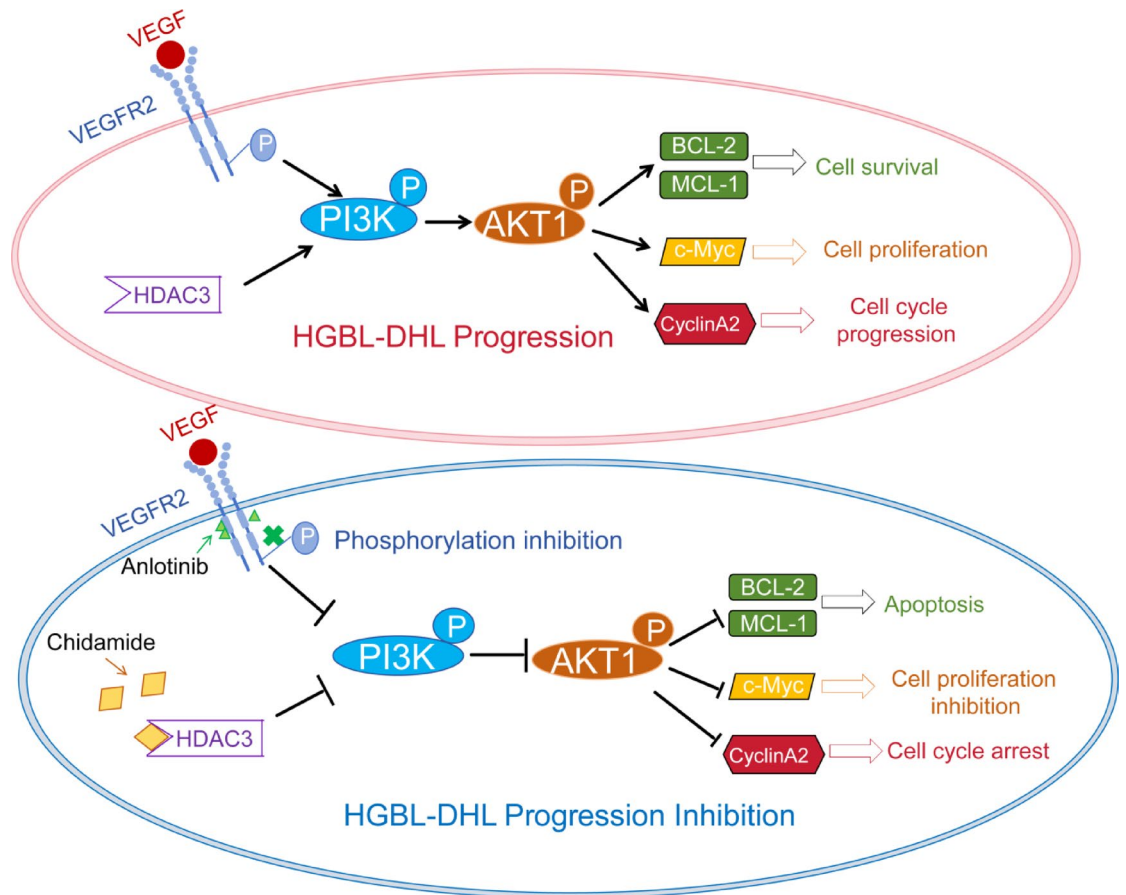 VEGF
VEGFR2
P
P
PI3K
P
AKT1
BCL-2
MCL-1
Cell survival
c-Myc
Cell proliferation
HDAC3
CyclinA2
Cell cycle
progression
HGBL-DHL Progression
VEGF
VEGFR2
P
Phosphorylation inhibition
Anlotinib
Chidamide
HDAC3
P
PI3K
P
AKT1
BCL-2
MCL-1
Apoptosis
c-Myc
Cell proliferation
inhibition
CyclinA2
Cell cycle arrest
HGBL-DHL Progression Inhibition